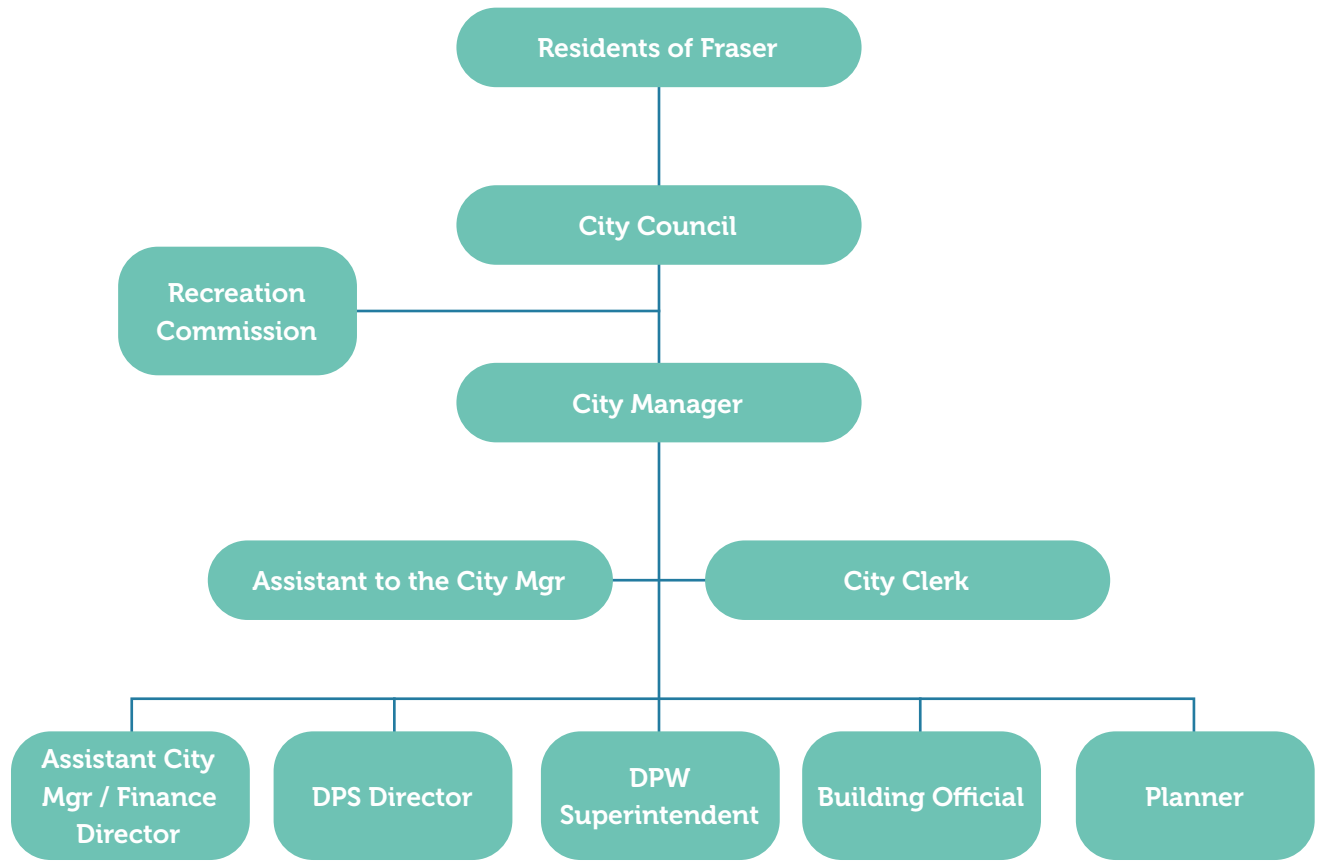 Residents of Fraser
City Council
Recreation
Commission
City Manager
Assistant to the City Mgr
City Clerk
Assistant City
Mgr / Finance
Director
DPS Director
DPW
Superintendent
Building Official
Planner